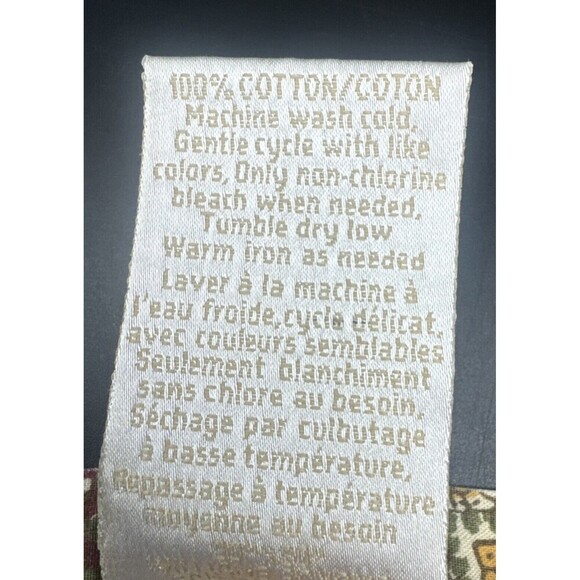 100% COTTON/COTON
Machine wash cold,
Gentle cycle with like
colors, Only non-chlorine
bleach when needed,
Tumble dry low
Warm iron as needed
Laver à la machine à
l'eau froide,cycle délicat,
avec couleurs semblables
Seulement blanchiment
sans chlore au besoin,
Séchage par culbutage
à basse température,
Repassage à température
moyenne au besoin